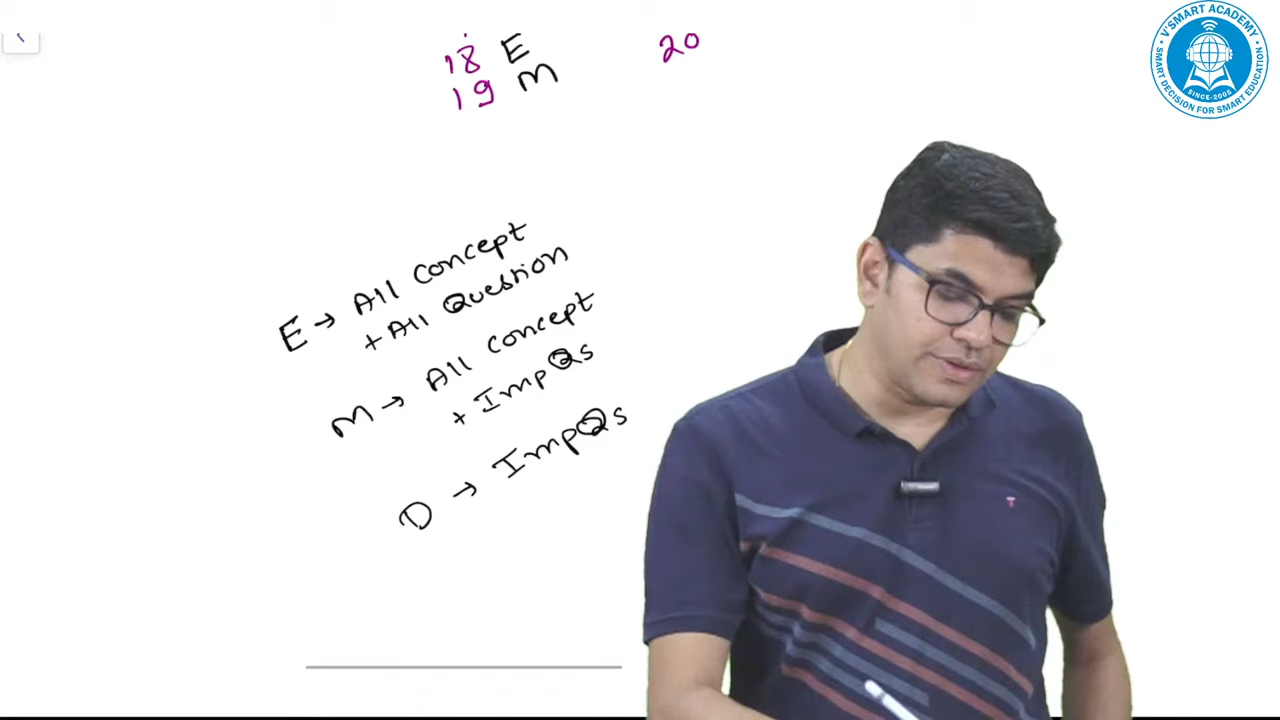 18 E 20
19 M
E → All Concept
+ All Question
M → All concept
+ ImpQs
D → ImpQs
V'SMART ACADEMY
SMART DECISION FOR SMART EDUCATION
SINCE-2005